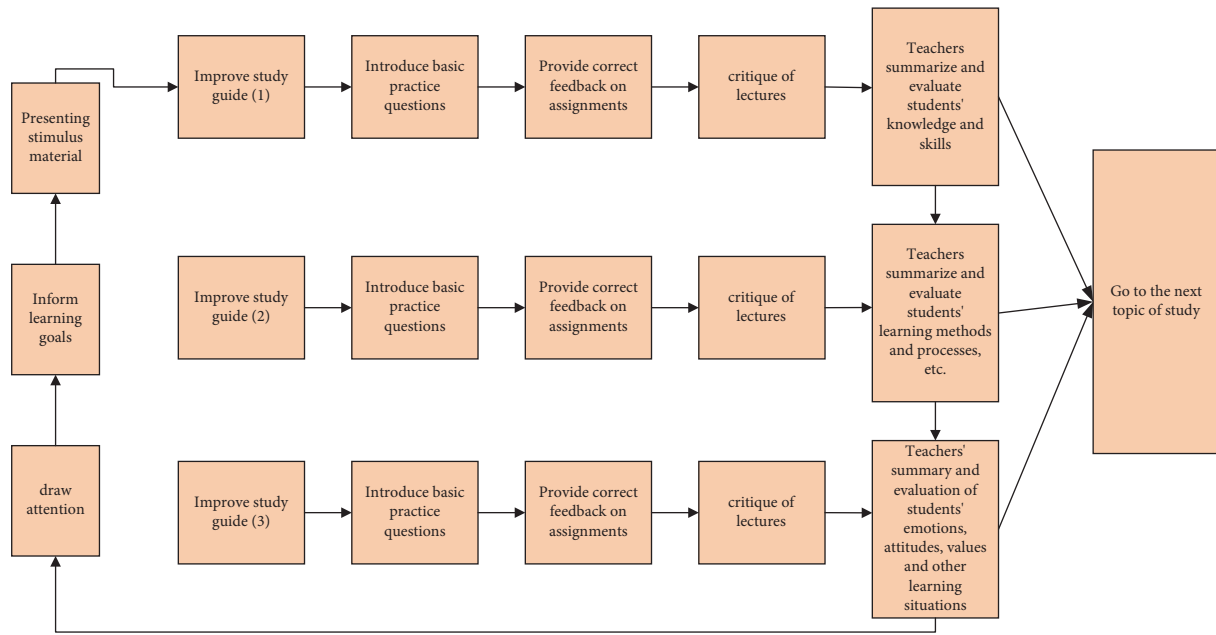 Presenting
stimulus
material
Inform
learning
goals
draw
attention
Improve study
guide (1)
Introduce basic
practice
questions
Provide correct
feedback on
assignments
critique of
lectures
Teachers
summarize and
evaluate
students'
knowledge and
skills
Improve study
guide (2)
Introduce basic
practice
questions
Provide correct
feedback on
assignments
critique of
lectures
Teachers
summarize and
evaluate
students'
learning methods
and processes,
etc.
Improve study
guide (3)
Introduce basic
practice
questions
Provide correct
feedback on
assignments
critique of
lectures
Teachers'
summary and
evaluation of
students'
emotions,
attitudes, values
and other
learning
situations
Go to the next
topic of study